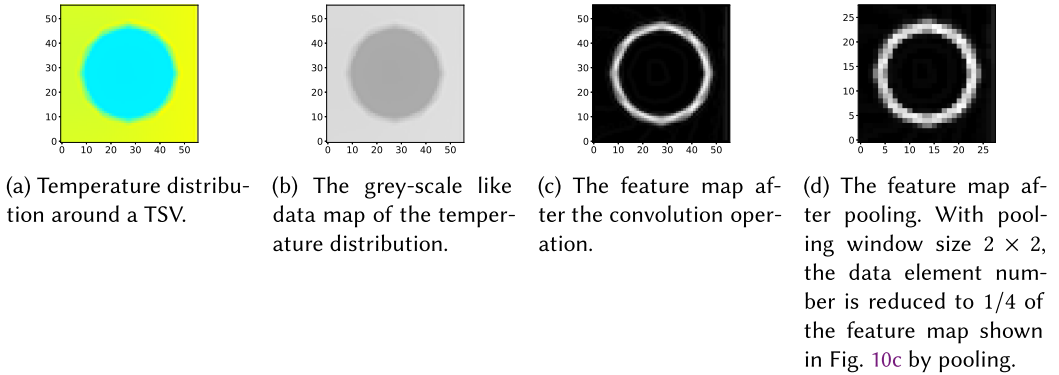 50
40
30
20
10
0
0 10 20 30 40 50
50
40
30
20
10
0
0 10 20 30 40 50
50
40
30
20
10
0
0 10 20 30 40 50
25
20
15
10
5
0
0 5 10 15 20 25
(a) Temperature distribu-
tion around a TSV.
(b) The grey-scale like
data map of the temper-
ature distribution.
(c) The feature map af-
ter the convolution oper-
ation.
(d) The feature map af-
ter pooling. With pool-
ing window size 2 × 2,
the data element num-
ber is reduced to 1/4 of
the feature map shown
in Fig. 10c by pooling.